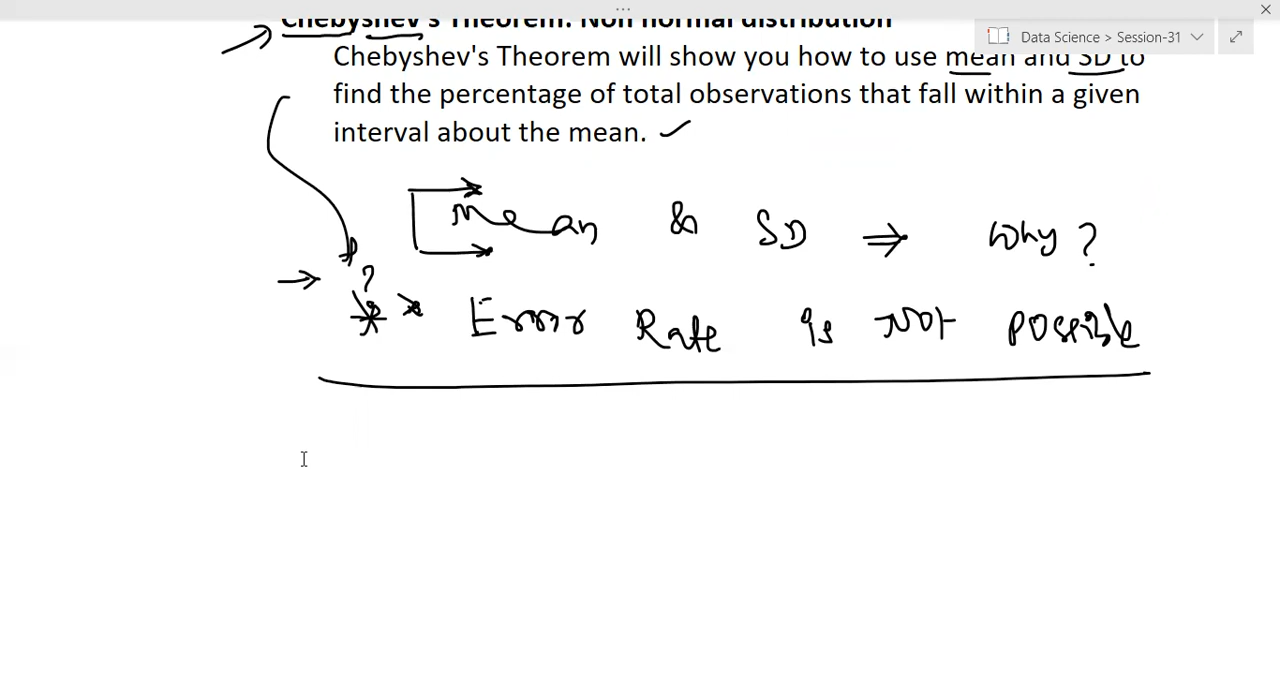 Chebyshev's Theorem: Non normal distribution
Data Science > Session-31
Chebyshev's Theorem will show you how to use mean and SD to
find the percentage of total observations that fall within a given
interval about the mean.
Mean & SD ⇒ Why?
?
** Error Rate is Not Possible